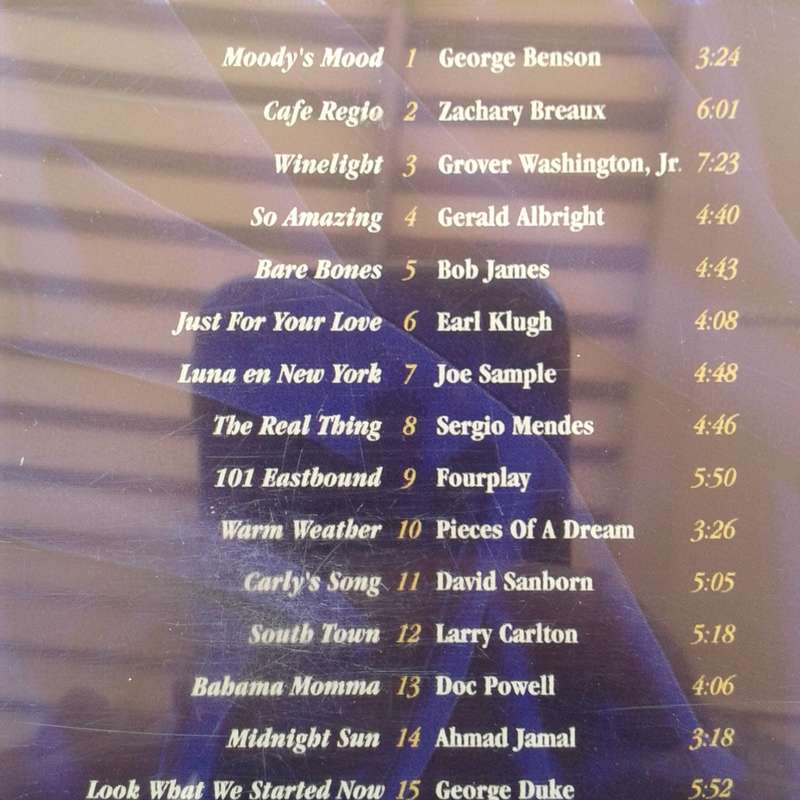 Moody's Mood 1 George Benson 3:24
Cafe Regio 2 Zachary Breaux 6:01
Winelight 3 Grover Washington, Jr. 7:23
So Amazing 4 Gerald Albright 4:40
Bare Bones 5 Bob James 4:43
Just For Your Love 6 Earl Klugh 4:08
Luna en New York 7 Joe Sample 4:48
The Real Thing 8 Sergio Mendes 4:46
101 Eastbound 9 Fourplay 5:50
Warm Weather 10 Pieces Of A Dream 3:26
Carly's Song 11 David Sanborn 5:05
South Town 12 Larry Carlton 5:18
Bahama Momma 13 Doc Powell 4:06
Midnight Sun 14 Ahmad Jamal 3:18
Look What We Started Now 15 George Duke 5:52